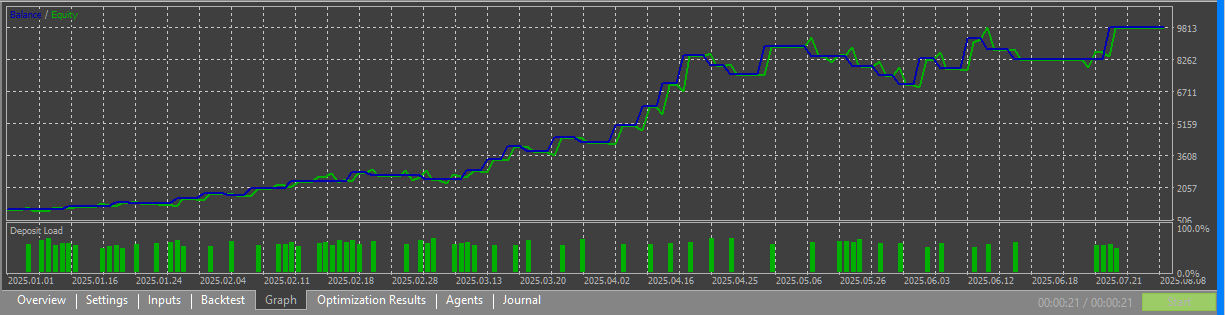 Balance / Equity
9813
8262
6711
5159
3608
2057
506
Deposit Load
100.0%
0.0%
2025.01.01 2025.01.16 2025.01.24 2025.02.04 2025.02.11 2025.02.18 2025.02.28 2025.03.13 2025.03.20 2025.04.02 2025.04.16 2025.04.25 2025.05.06 2025.05.26 2025.06.03 2025.06.12 2025.06.18 2025.07.21 2025.08.08
Overview Settings Inputs Backtest Graph Optimization Results Agents Journal
00:00:21 / 00:00:21